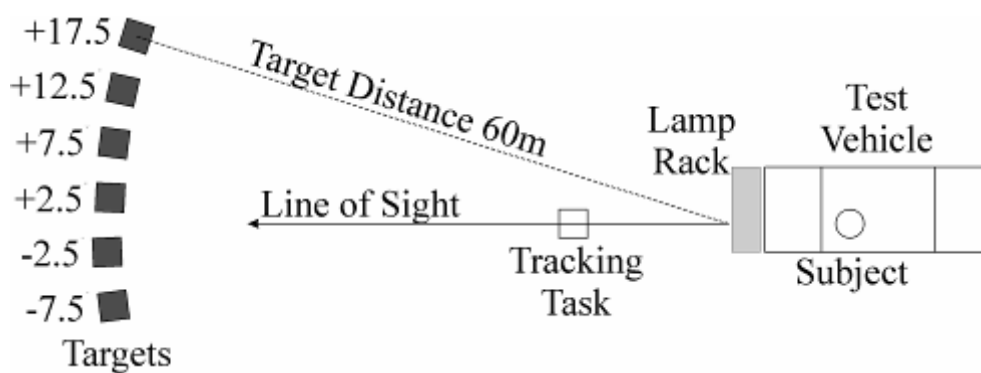 +17.5
+12.5
+7.5
+2.5
-2.5
-7.5
Targets
Target Distance 60m
Line of Sight
Tracking
Task
Lamp
Rack
Test
Vehicle
Subject